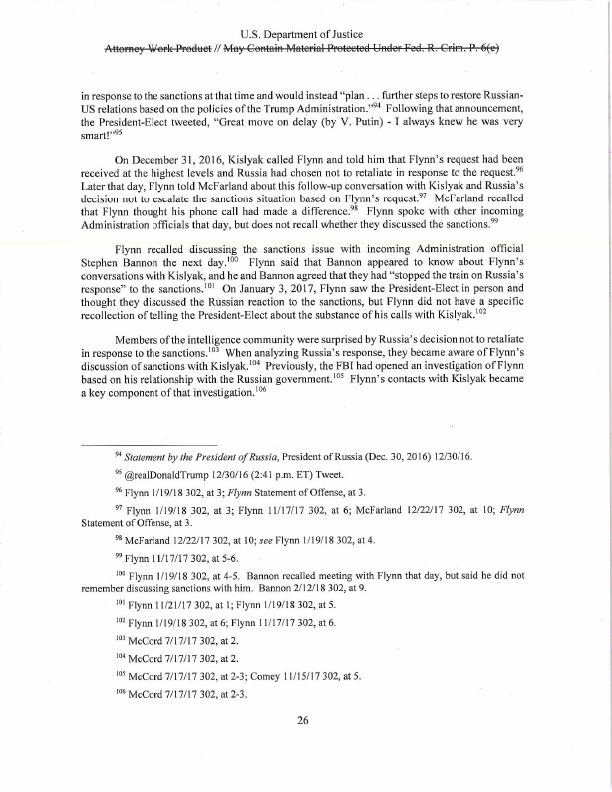 U.S. Department of Justice
Attorney Work Product // May Contain Material Protected Under Fed. R. Crim. P. 6(e)
in response to the sanctions at that time and would instead “plan . . . further steps to restore Russian-
US relations based on the policies of the Trump Administration.”94 Following that announcement,
the President-Elect tweeted, “Great move on delay (by V. Putin) - I always knew he was very
smart!”95
On December 31, 2016, Kislyak called Flynn and told him that Flynn’s request had been
received at the highest levels and Russia had chosen not to retaliate in response to the request.96
Later that day, Flynn told McFarland about this follow-up conversation with Kislyak and Russia’s
decision not to escalate the sanctions situation based on Flynn’s request.97 McFarland recalled
that Flynn thought his phone call had made a difference.98 Flynn spoke with other incoming
Administration officials that day, but does not recall whether they discussed the sanctions.99
Flynn recalled discussing the sanctions issue with incoming Administration official
Stephen Bannon the next day.100 Flynn said that Bannon appeared to know about Flynn’s
conversations with Kislyak, and he and Bannon agreed that they had “stopped the train on Russia’s
response” to the sanctions.101 On January 3, 2017, Flynn saw the President-Elect in person and
thought they discussed the Russian reaction to the sanctions, but Flynn did not have a specific
recollection of telling the President-Elect about the substance of his calls with Kislyak.102
Members of the intelligence community were surprised by Russia’s decision not to retaliate
in response to the sanctions.103 When analyzing Russia’s response, they became aware of Flynn’s
discussion of sanctions with Kislyak.104 Previously, the FBI had opened an investigation of Flynn
based on his relationship with the Russian government.105 Flynn’s contacts with Kislyak became
a key component of that investigation.106
94 Statement by the President of Russia, President of Russia (Dec. 30, 2016) 12/30/16.
95 @realDonaldTrump 12/30/16 (2:41 p.m. ET) Tweet.
96 Flynn 1/19/18 302, at 3; Flynn Statement of Offense, at 3.
97 Flynn 1/19/18 302, at 3; Flynn 11/17/17 302, at 6; McFarland 12/22/17 302, at 10; Flynn
Statement of Offense, at 3.
98 McFarland 12/22/17 302, at 10; see Flynn 1/19/18 302, at 4.
99 Flynn 11/17/17 302, at 5-6.
100 Flynn 1/19/18 302, at 4-5. Bannon recalled meeting with Flynn that day, but said he did not
remember discussing sanctions with him. Bannon 2/12/18 302, at 9.
101 Flynn 11/21/17 302, at 1; Flynn 1/19/18 302, at 5.
102 Flynn 1/19/18 302, at 6; Flynn 11/17/17 302, at 6.
103 McCord 7/17/17 302, at 2.
104 McCord 7/17/17 302, at 2.
105 McCord 7/17/17 302, at 2-3; Comey 11/15/17 302, at 5.
106 McCord 7/17/17 302, at 2-3.
26